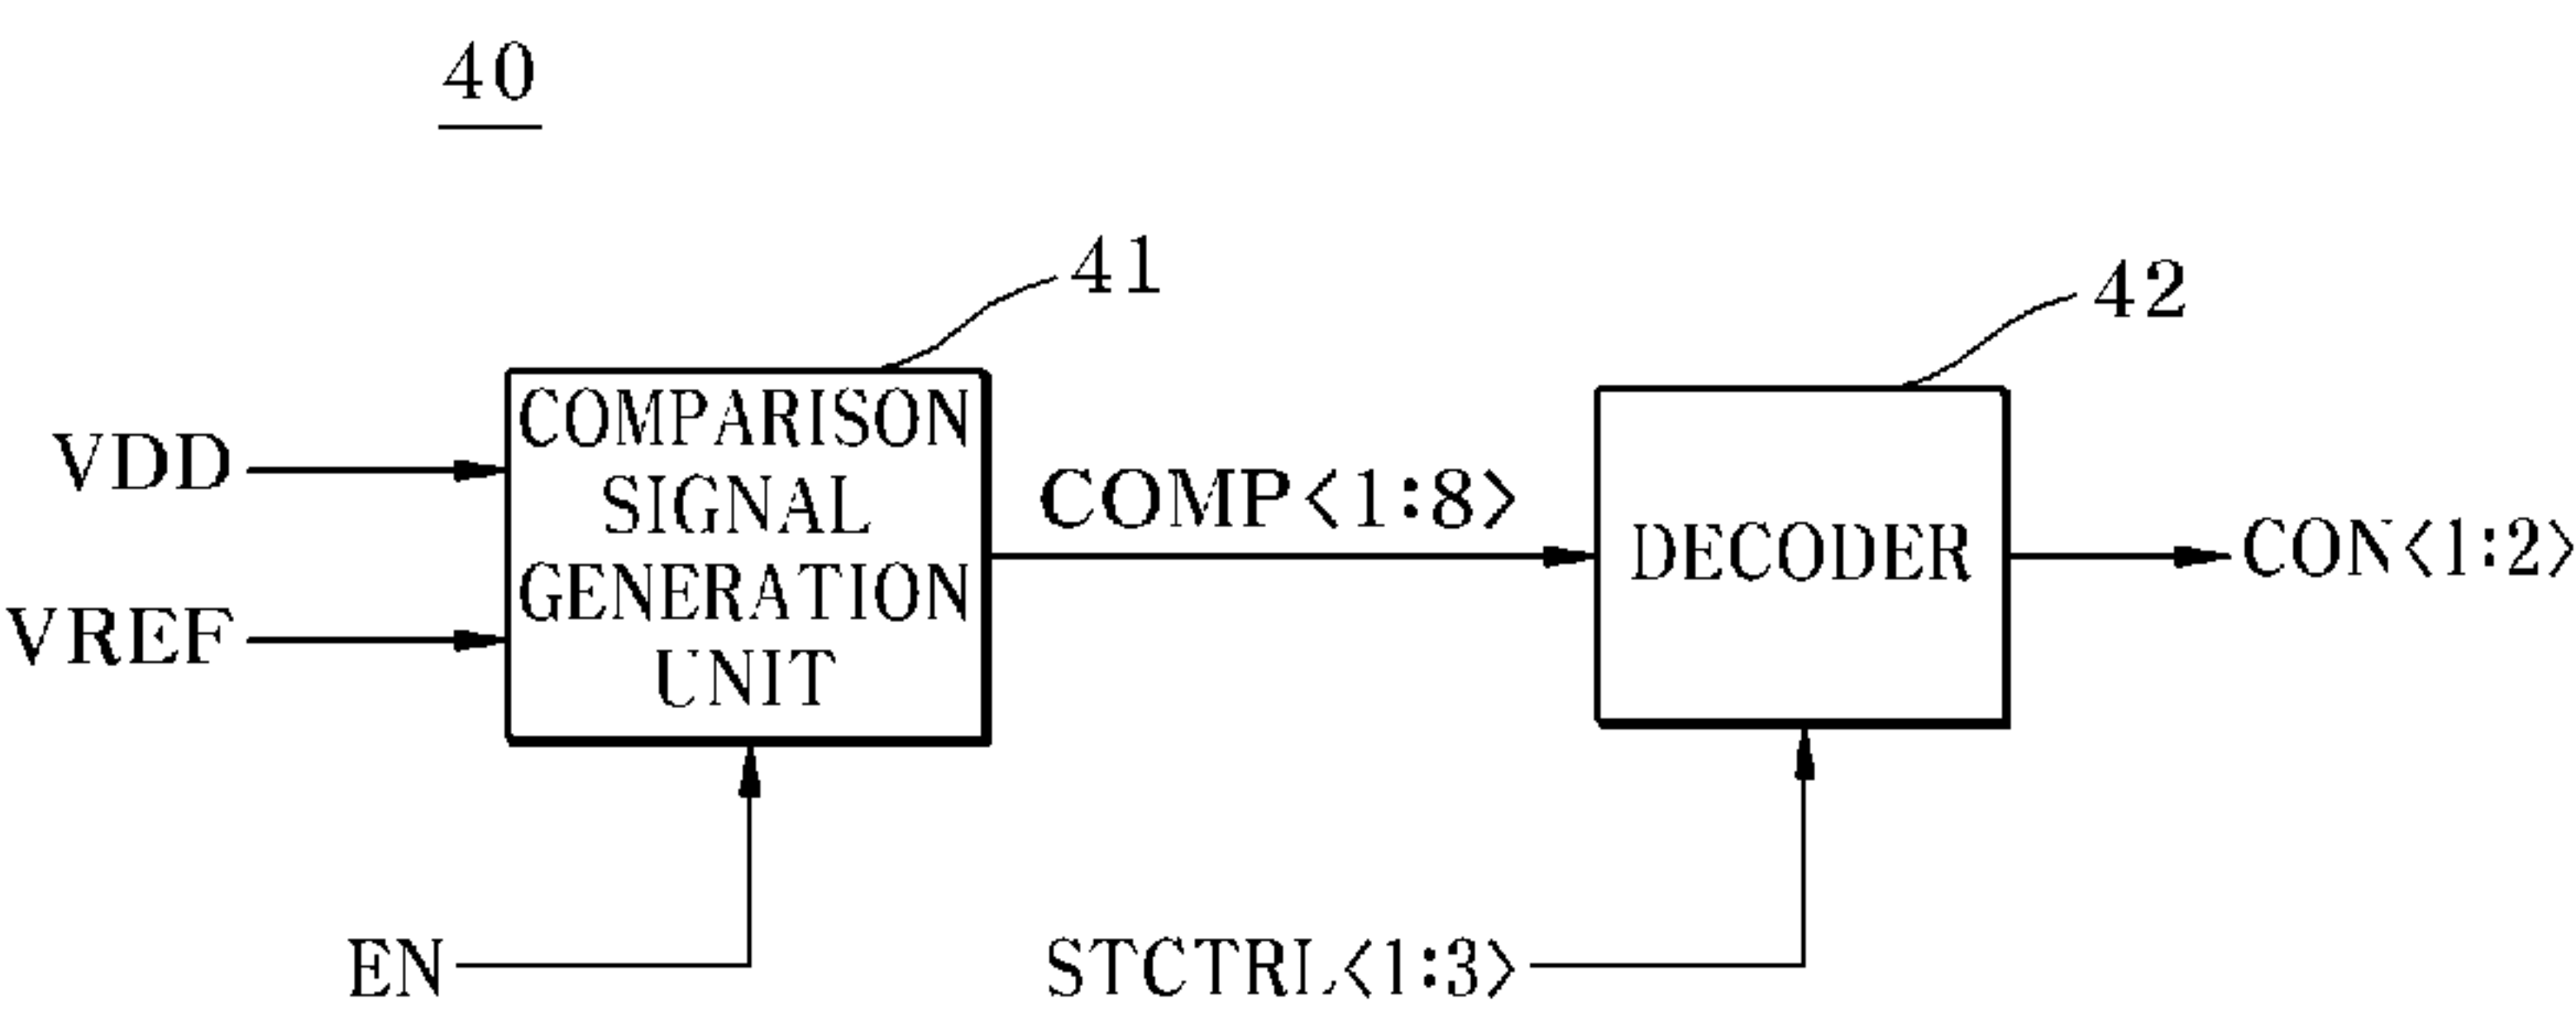 40
41
42
VDD
VREF
COMPARISON
SIGNAL
GENERATION
UNIT
COMP<1:8>
DECODER
CON<1:2>
EN
STCTRL<1:3>